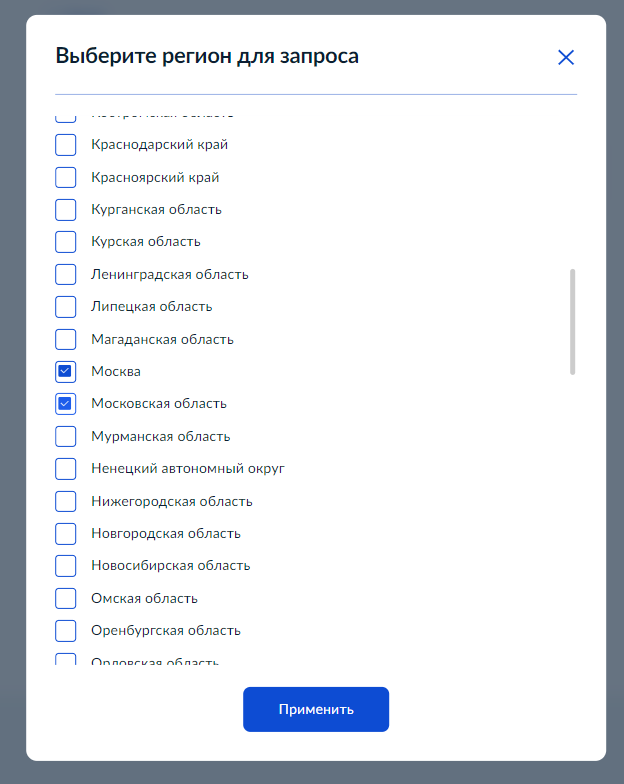 Выберите регион для запроса
Костромская область
Краснодарский край
Красноярский край
Курганская область
Курская область
Ленинградская область
Липецкая область
Магаданская область
Москва
Московская область
Мурманская область
Ненецкий автономный округ
Нижегородская область
Новгородская область
Новосибирская область
Омская область
Оренбургская область
Орловская область
Применить